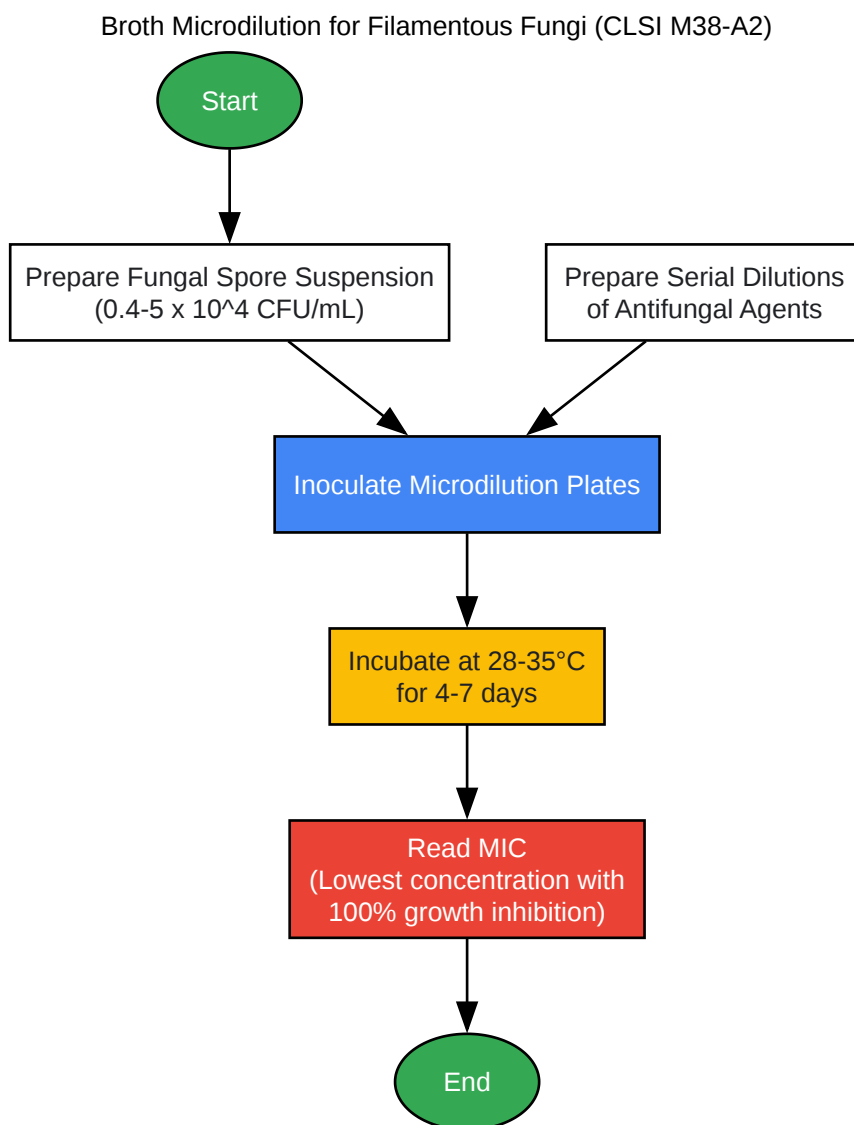 Broth Microdilution for Filamentous Fungi (CLSI M38-A2)
Start
Prepare Fungal Spore Suspension
(0.4-5 x 10^4 CFU/mL)
Prepare Serial Dilutions
of Antifungal Agents
Inoculate Microdilution Plates
Incubate at 28-35°C
for 4-7 days
Read MIC
(Lowest concentration with
100% growth inhibition)
End